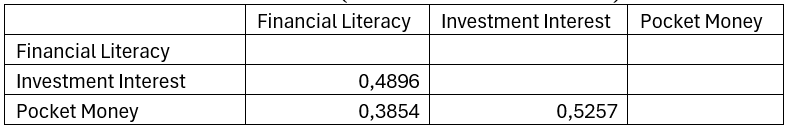 Financial Literacy Investment Interest Pocket Money
Financial Literacy
Investment Interest 0,4896
Pocket Money 0,3854 0,5257